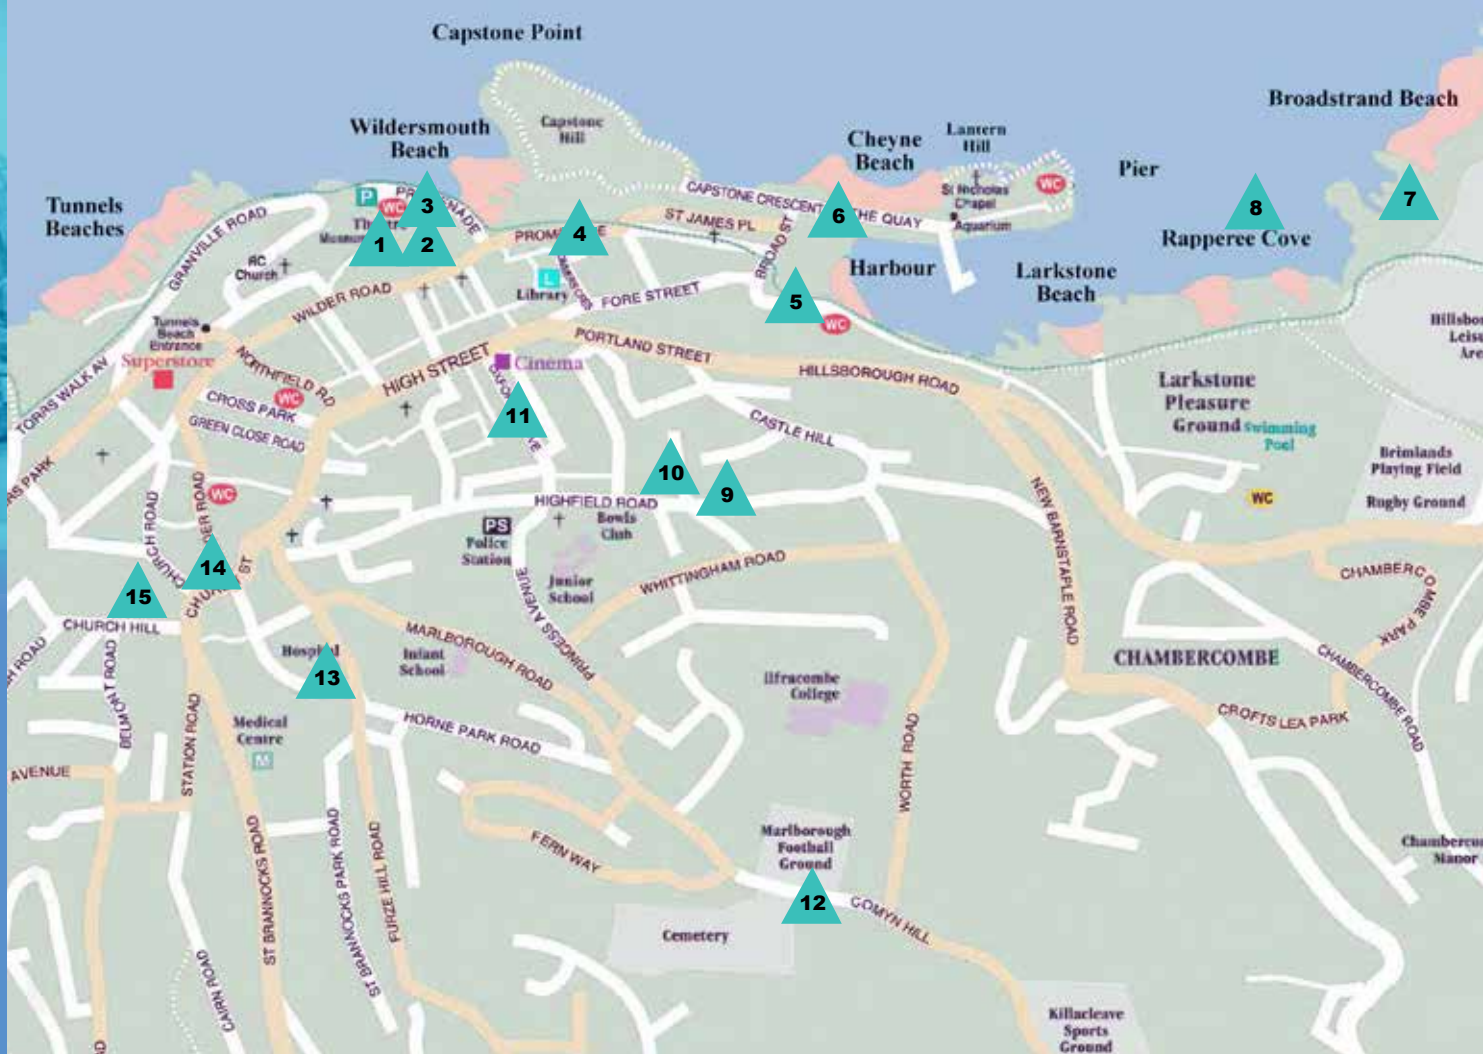 Capstone Point
Broadstrand Beach
Wildersmouth
Beach
Capstone
Hill
Cheyne
Beach
Lantern
Hill
Pier
WC
St Nicholas
Chapel
Aquarium
Tunnels
Beaches
P
WC
3
1
2
4
CAPSTONE CRESCENT
6
THE QUAY
ST JAMES PL
BROAD ST
8
7
Rapperee Cove
GRANVILLE ROAD
RC
Church
WILDER ROAD
L
Library
FORE STREET
5
WC
Harbour
Larkstone
Beach
Tunnels
Beach
Entrance
Superstore
TORRS WALK AV
NORTHFIELD RD
HIGH STREET
Cinema
PORTLAND STREET
HILLSBOROUGH ROAD
Larkstone
Pleasure
Ground
Swimming
Pool
WC
CROSS PARK
GREEN CLOSE ROAD
11
CASTLE HILL
Brimlands
Playing Field
Rugby Ground
WC
10
9
WC
CHURCH ROAD
HIGHFIELD ROAD
Bowls
Club
PS
Police
Station
Junior
School
PRINCESS AVENUE
WHITTINGHAM ROAD
NEW BARNSTAPLE ROAD
14
15
CHURCH HILL
BELMONT ROAD
Hospital
13
MARLBOROUGH ROAD
Infant
School
Ilfracombe
College
CHAMBERCOMBE
CHAMBERCOMBE PARK
CHAMBERCOMBE ROAD
CROFTS LEA PARK
Medical
Centre
M
HORNE PARK ROAD
STATION ROAD
AVENUE
WORTH ROAD
FERN WAY
Marlborough
Football
Ground
12
COMYN HILL
Cemetery
ST BRANNOCKS ROAD
ST BRANNOCKS PARK ROAD
FURZE HILL ROAD
CAIRN ROAD
Manor
Killacleave
Sports
Ground